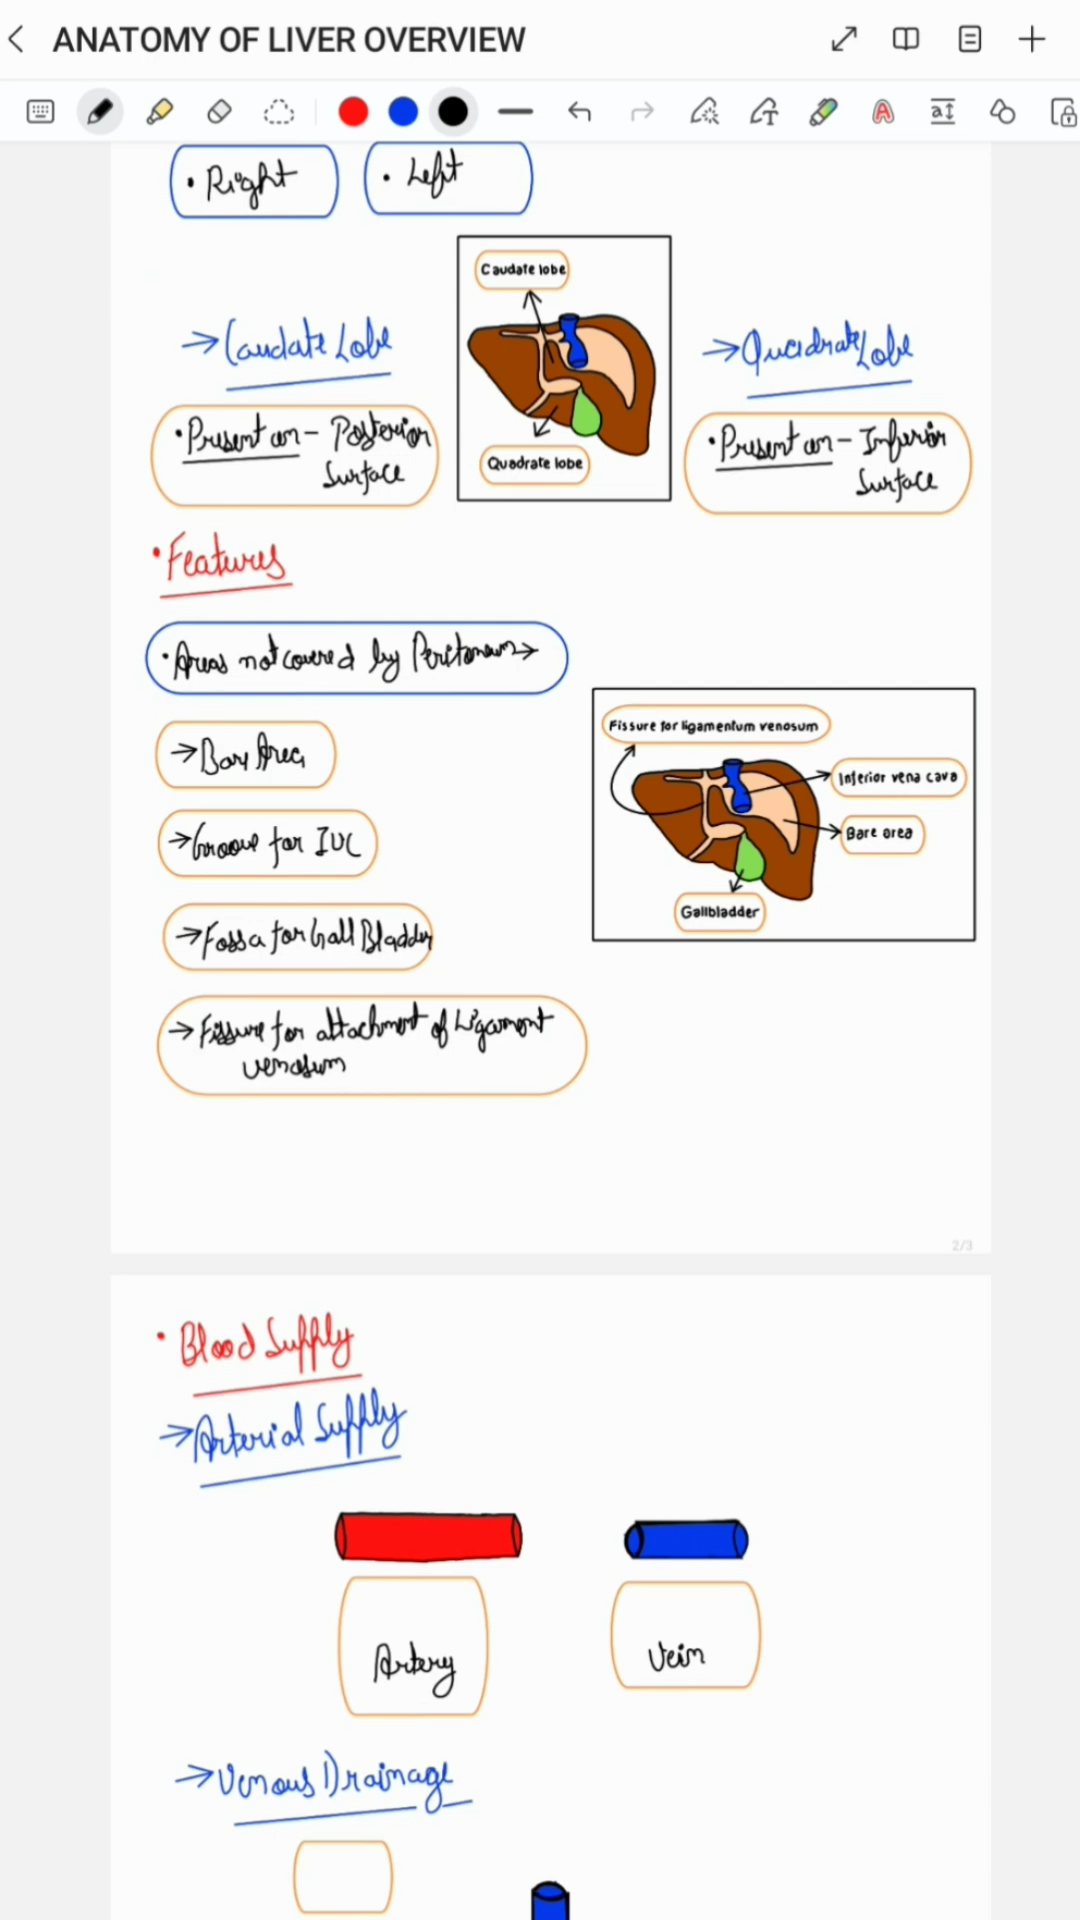 ANATOMY OF LIVER OVERVIEW
• Right
• Left
Caudate lobe
→ Caudate Lobe
→ Quadrate Lobe
• Present on - Posterior
Surface
Quadrate lobe
• Present on - Inferior
Surface
• Features
• Areas not covered by Peritoneum →
Fissure for ligamentum venosum
→ Bare Area
Inferior vena cava
→ Groove for IVC
Bare area
Gallbladder
→ Fossa for Gall Bladder
→ Fissure for attachment of Ligament
venosum
2/3
• Blood Supply
→ Arterial Supply
Artery
Vein
→ Venous Drainage